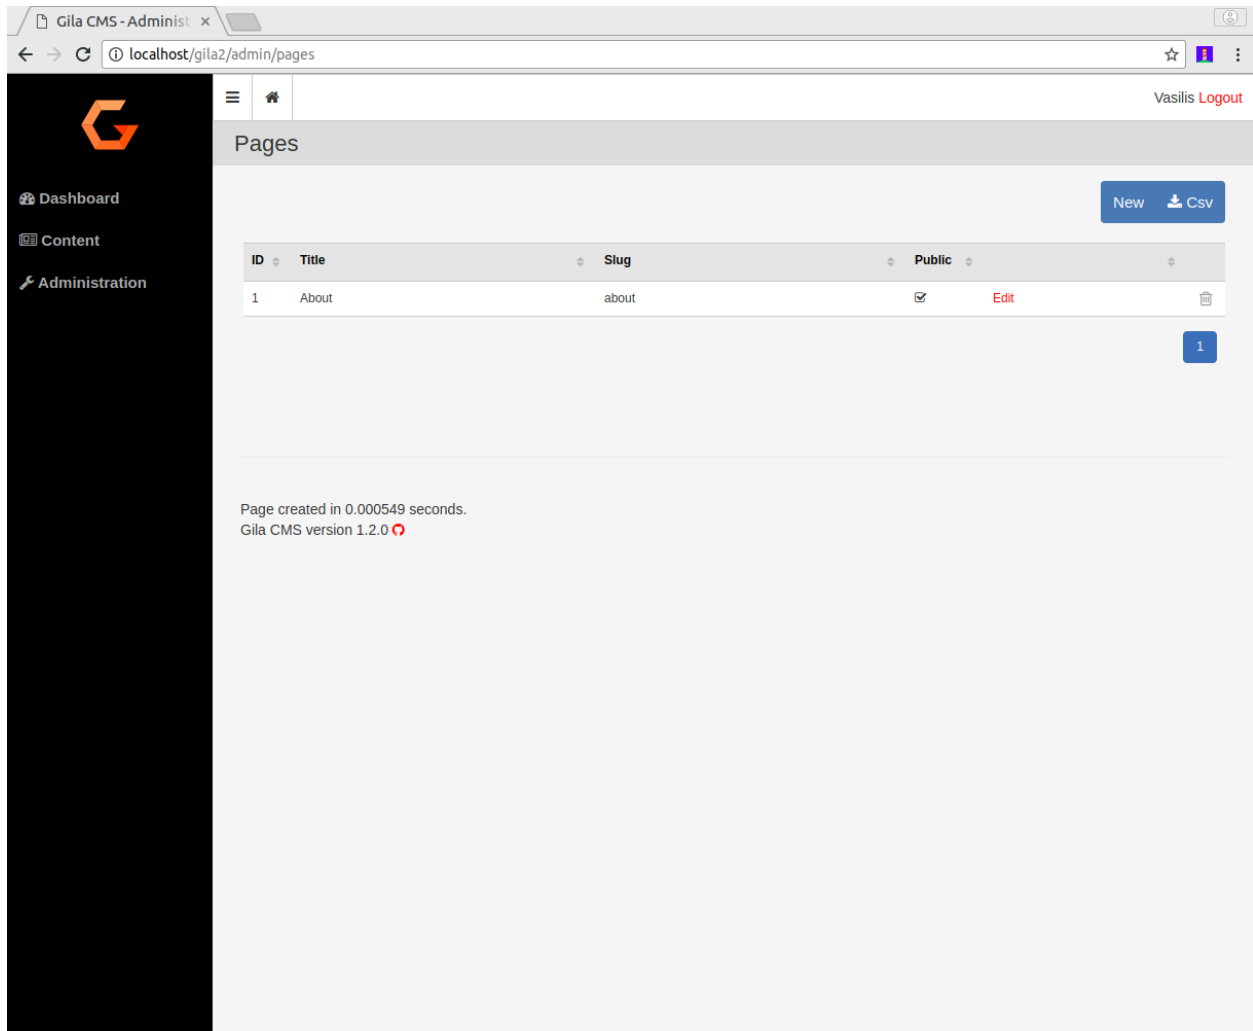 Gila CMS - Administ
localhost/gila2/admin/pages
Vasilis Logout
Pages
Dashboard
Content
Administration
New Csv
ID Title Slug Public
1 About about Edit
1
Page created in 0.000549 seconds.
Gila CMS version 1.2.0